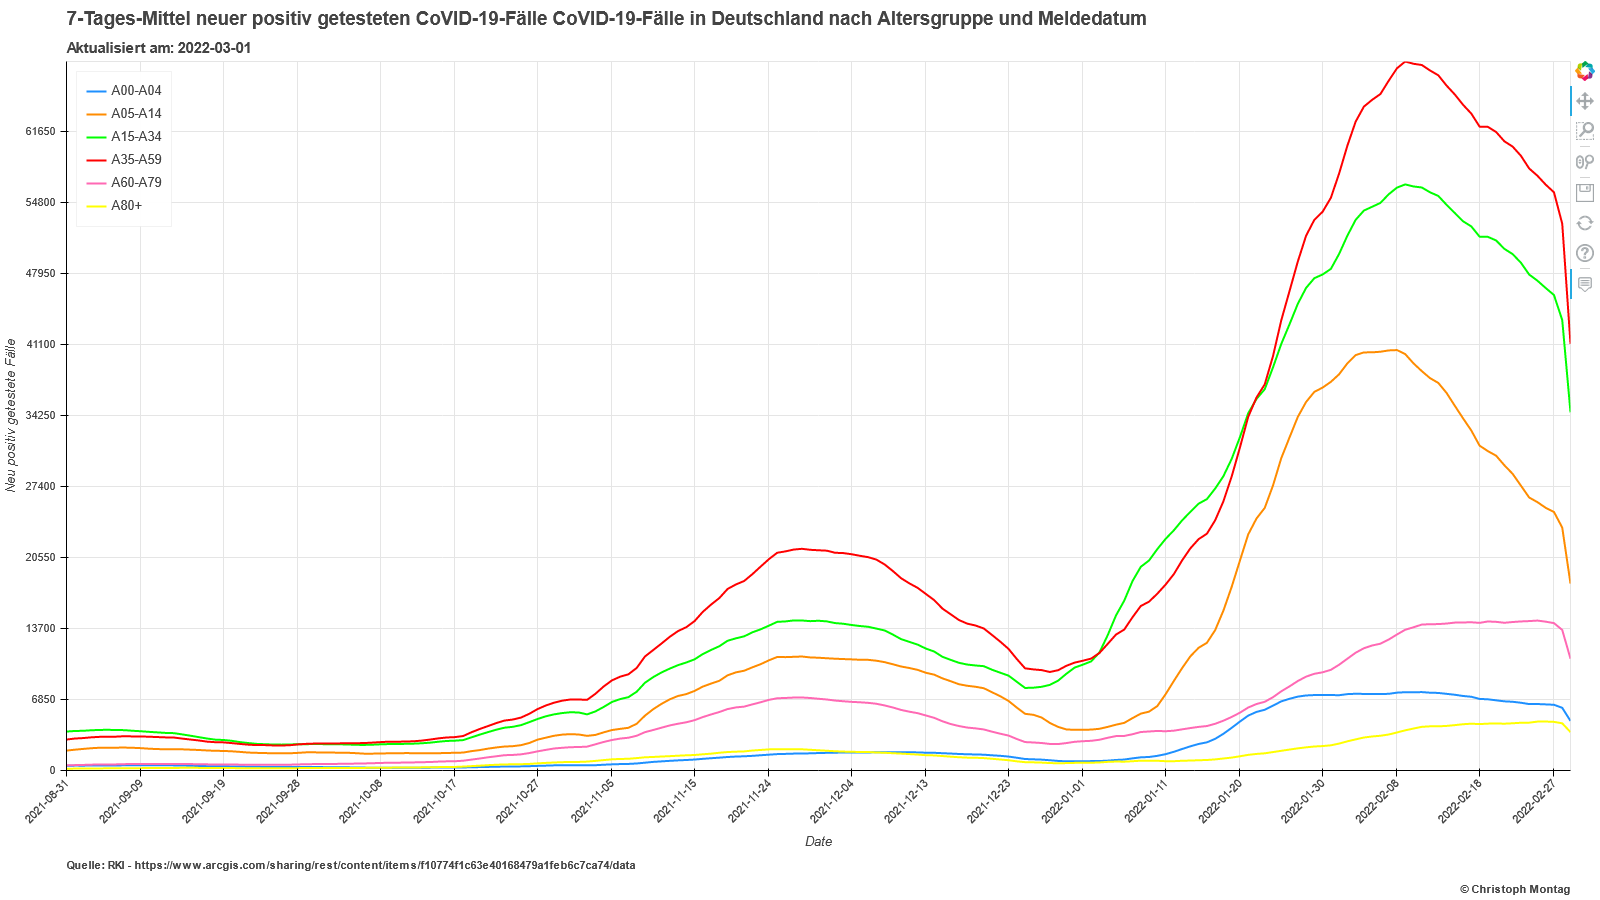 7-Tages-Mittel neuer positiv getesteten CoVID-19-Fälle CoVID-19-Fälle in Deutschland nach Altersgruppe und Meldedatum
Aktualisiert am: 2022-03-01
A00-A04
A05-A14
A15-A34
A35-A59
A60-A79
A80+
Neu positiv getestete Fälle
61650
54800
47950
41100
34250
27400
20550
13700
6850
0
2021-08-31
2021-09-09
2021-09-19
2021-09-28
2021-10-08
2021-10-17
2021-10-27
2021-11-05
2021-11-15
2021-11-24
2021-12-04
2021-12-13
2021-12-23
2022-01-01
2022-01-11
2022-01-20
2022-01-30
2022-02-08
2022-02-18
2022-02-27
Date
Quelle: RKI - https://www.arcgis.com/sharing/rest/content/items/f10774f1c63e40168479a1feb6c7ca74/data
© Christoph Montag